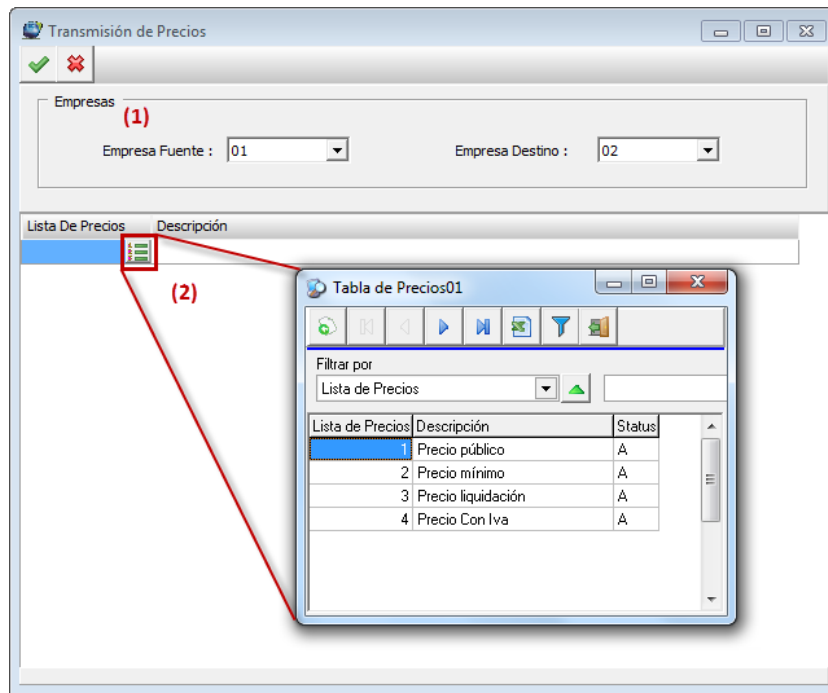 Transmisión de Precios
Empresas
(1)
Empresa Fuente : 01 Empresa Destino : 02
Lista De Precios Descripción
(2)
Tabla de Precios01
Filtrar por
Lista de Precios
Lista de Precios Descripción Status
1 Precio público A
2 Precio mínimo A
3 Precio liquidación A
4 Precio Con Iva A